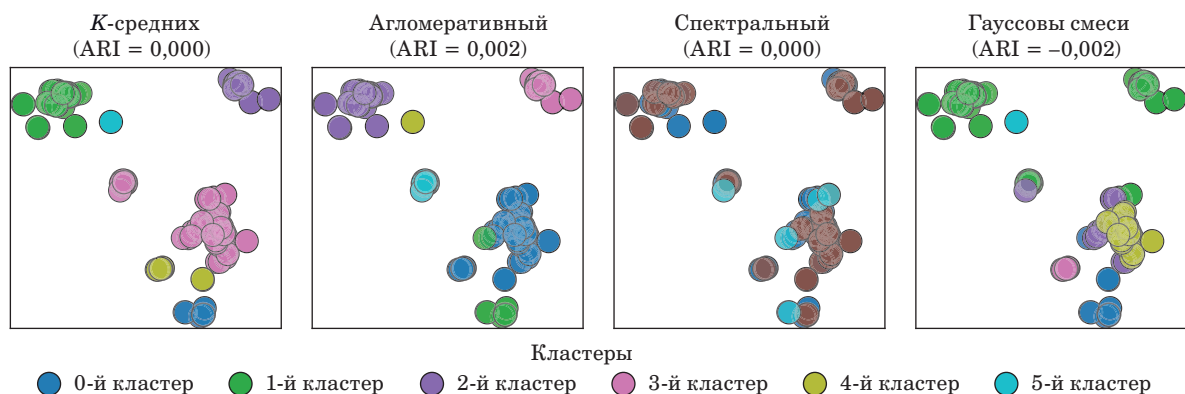 K-средних
(ARI = 0,000)
Агломеративный
(ARI = 0,002)
Спектральный
(ARI = 0,000)
Гауссовы смеси
(ARI = –0,002)
Кластеры
0-й кластер 1-й кластер 2-й кластер 3-й кластер 4-й кластер 5-й кластер